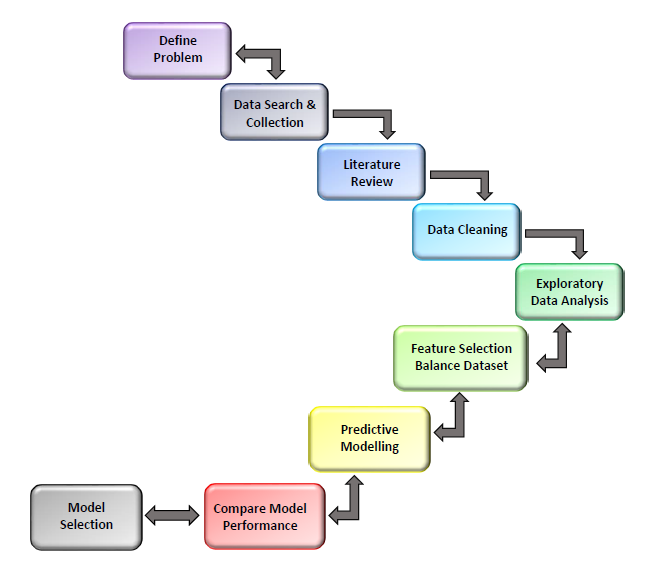 Define
Problem
Data Search &
Collection
Literature
Review
Data Cleaning
Exploratory
Data Analysis
Feature Selection
Balance Dataset
Predictive
Modelling
Compare Model
Performance
Model
Selection